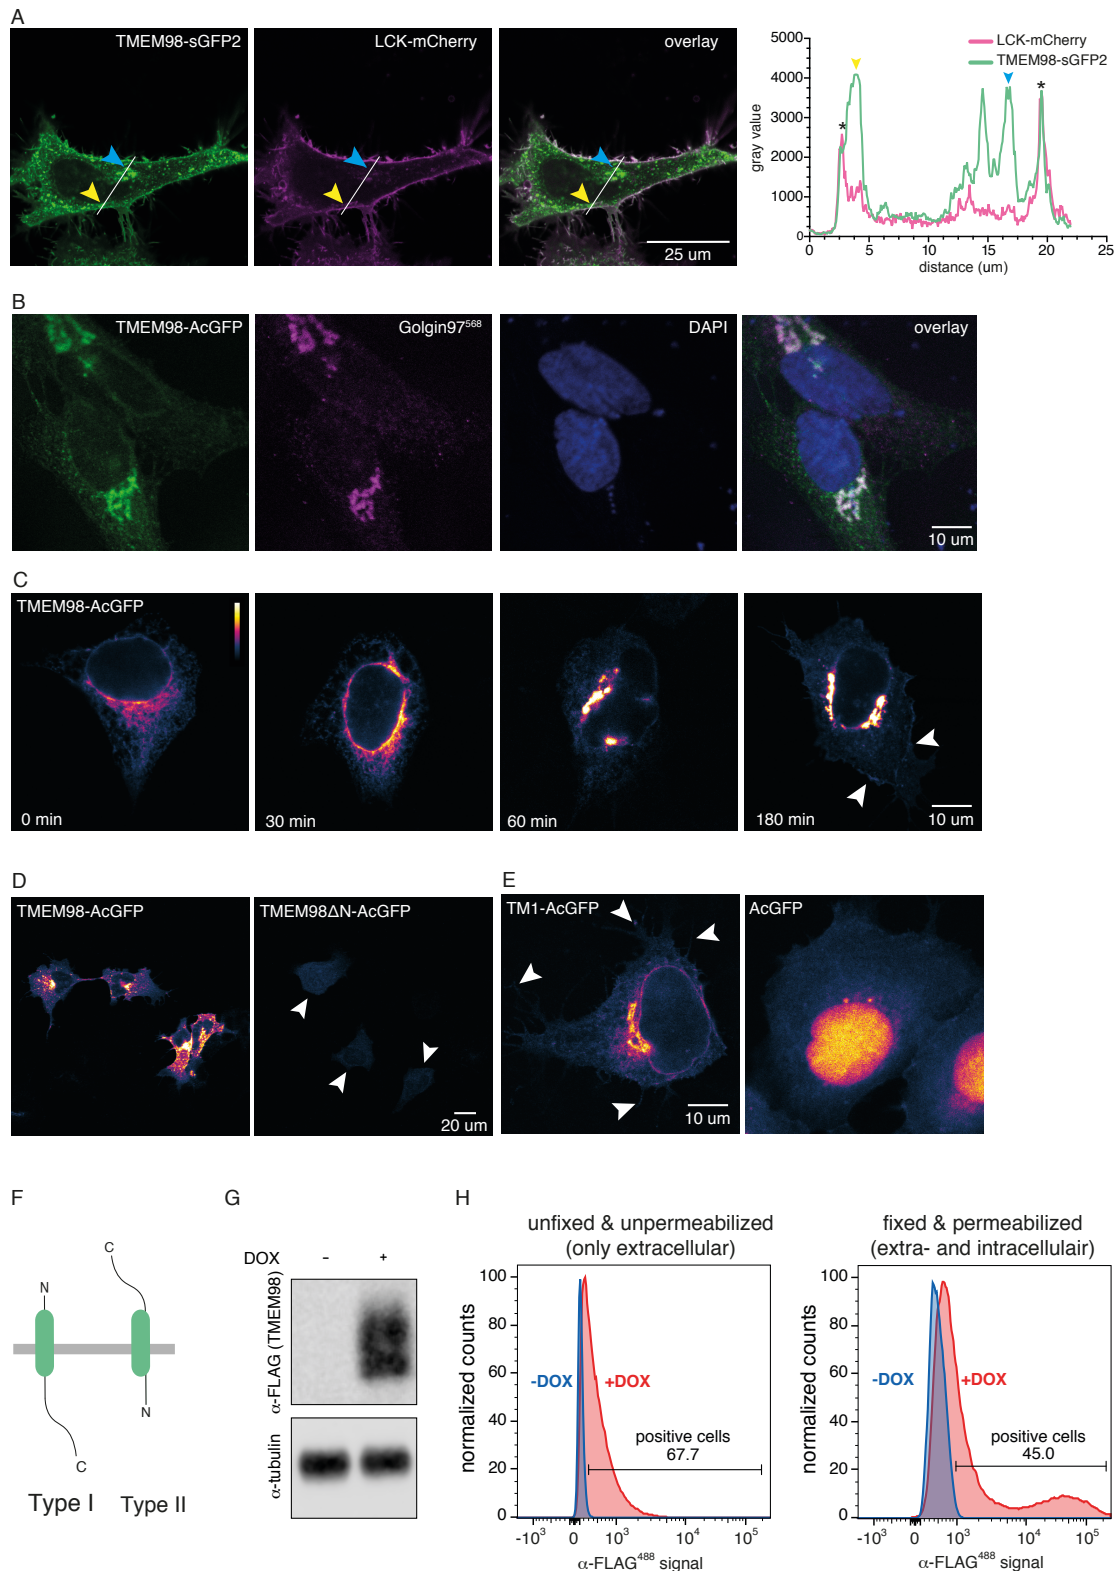 A
TMEM98-sGFP2
LCK-mCherry
overlay
25 um
5000
4000
3000
2000
1000
0
gray value
LCK-mCherry
TMEM98-sGFP2
*
*
0 5 10 15 20 25
distance (um)
B
TMEM98-AcGFP
Golgin97⁵⁶⁸
DAPI
overlay
10 um
C
TMEM98-AcGFP
0 min
30 min
60 min
180 min
10 um
D
TMEM98-AcGFP
TMEM98ΔN-AcGFP
20 um
E
TM1-AcGFP
AcGFP
10 um
F
N
C
Type I
C
N
Type II
G
DOX - +
α-FLAG (TMEM98)
α-tubulin
H
unfixed & unpermeabilized
(only extracellular)
normalized counts
100
80
60
40
20
0
-DOX
+DOX
positive cells
67.7
-10³ 0 10³ 10⁴ 10⁵
α-FLAG⁴⁸⁸ signal
fixed & permeabilized
(extra- and intracellulair)
normalized counts
100
80
60
40
20
0
-DOX
+DOX
positive cells
45.0
-10³ 0 10³ 10⁴ 10⁵
α-FLAG⁴⁸⁸ signal